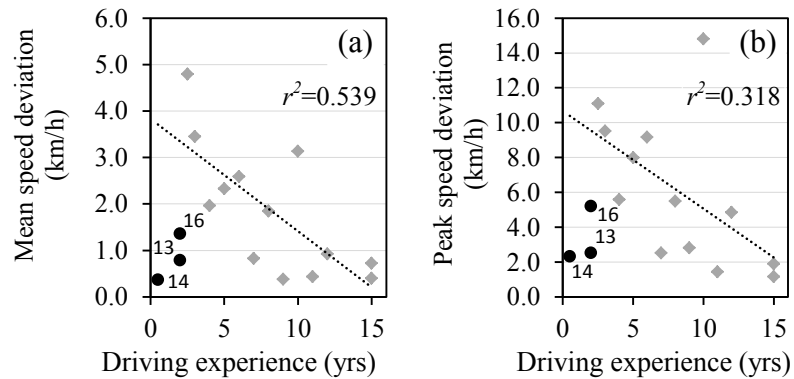 (a)
Mean speed deviation
(km/h)
6.0
5.0
4.0
3.0
2.0
1.0
0.0
r²=0.539
16
13
14
0 5 10 15
Driving experience (yrs)
(b)
Peak speed deviation
(km/h)
16.0
14.0
12.0
10.0
8.0
6.0
4.0
2.0
0.0
r²=0.318
16
13
14
0 5 10 15
Driving experience (yrs)